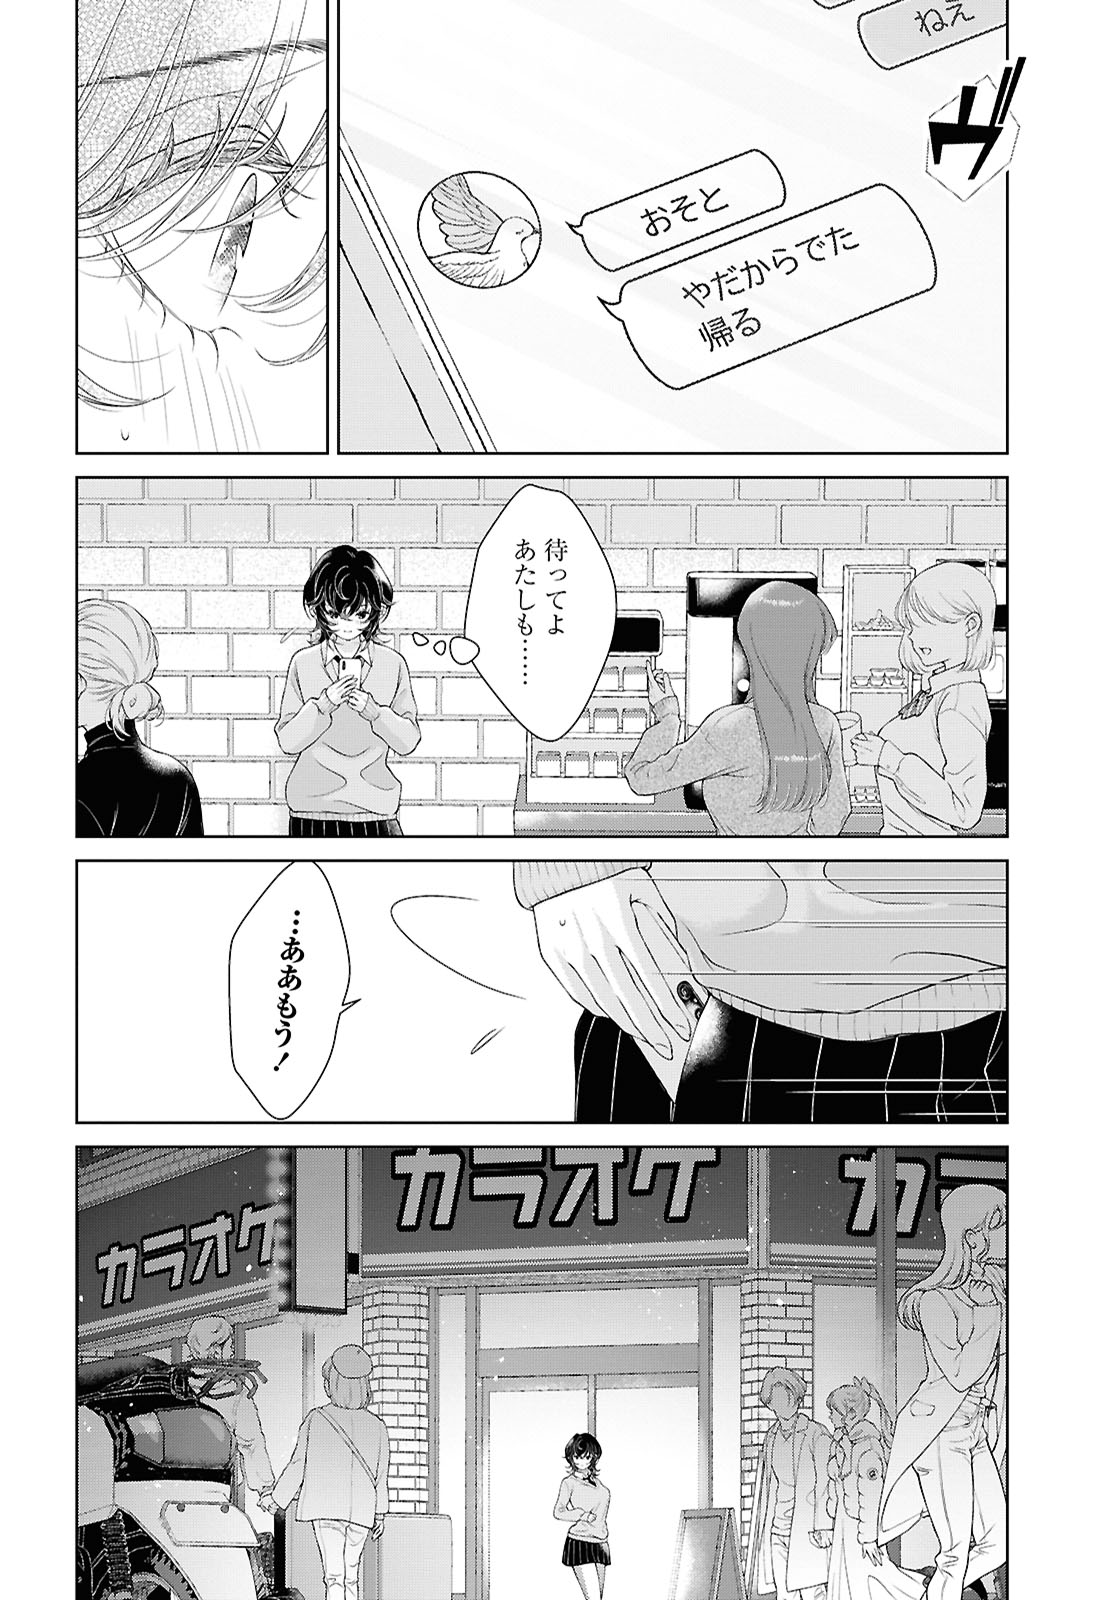 ねえ
ヴ
おそと
やだからでた
帰る
待ってよ
あたしも……
…ああもう！
カラ
カラオケ
カラオケ